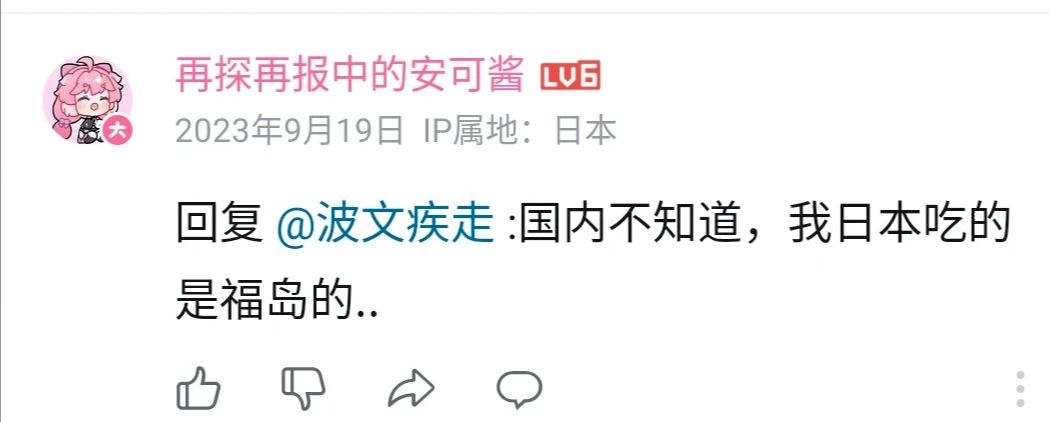 再探再报中的安可酱 LV6
大
2023年9月19日 IP属地：日本
回复 @波文疾走 :国内不知道，我日本吃的
是福岛的..